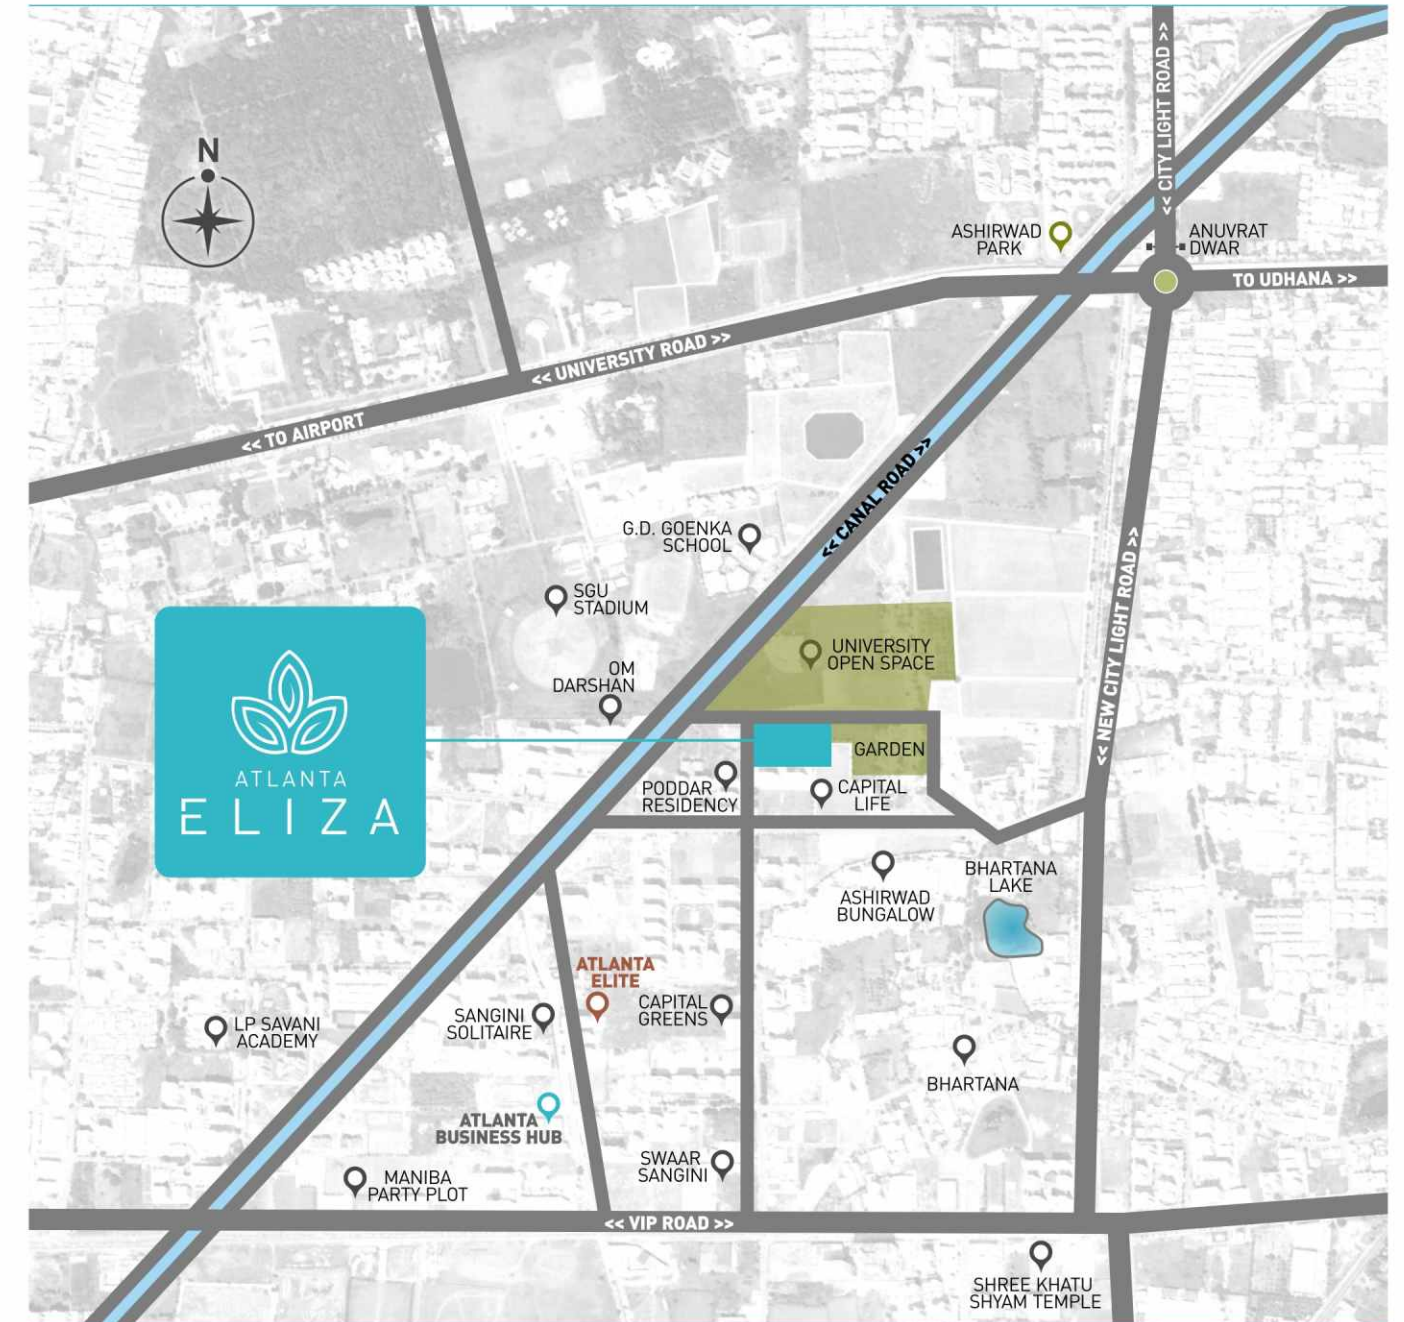 N
<< CITY LIGHT ROAD >>
ASHIRWAD
PARK
ANUVRAT
DWAR
TO UDHANA >>
<< UNIVERSITY ROAD >>
<< TO AIRPORT
<< CANAL ROAD >>
G.D. GOENKA
SCHOOL
<< NEW CITY LIGHT ROAD >>
SGU
STADIUM
UNIVERSITY
OPEN SPACE
OM
DARSHAN
GARDEN
ATLANTA
ELIZA
PODDAR
RESIDENCY
CAPITAL
LIFE
ASHIRWAD
BUNGALOW
BHARTANA
LAKE
ATLANTA
ELITE
CAPITAL
GREENS
SANGINI
SOLITAIRE
LP SAVANI
ACADEMY
BHARTANA
ATLANTA
BUSINESS HUB
SWAAR
SANGINI
MANIBA
PARTY PLOT
<< VIP ROAD >>
SHREE KHATU
SHYAM TEMPLE